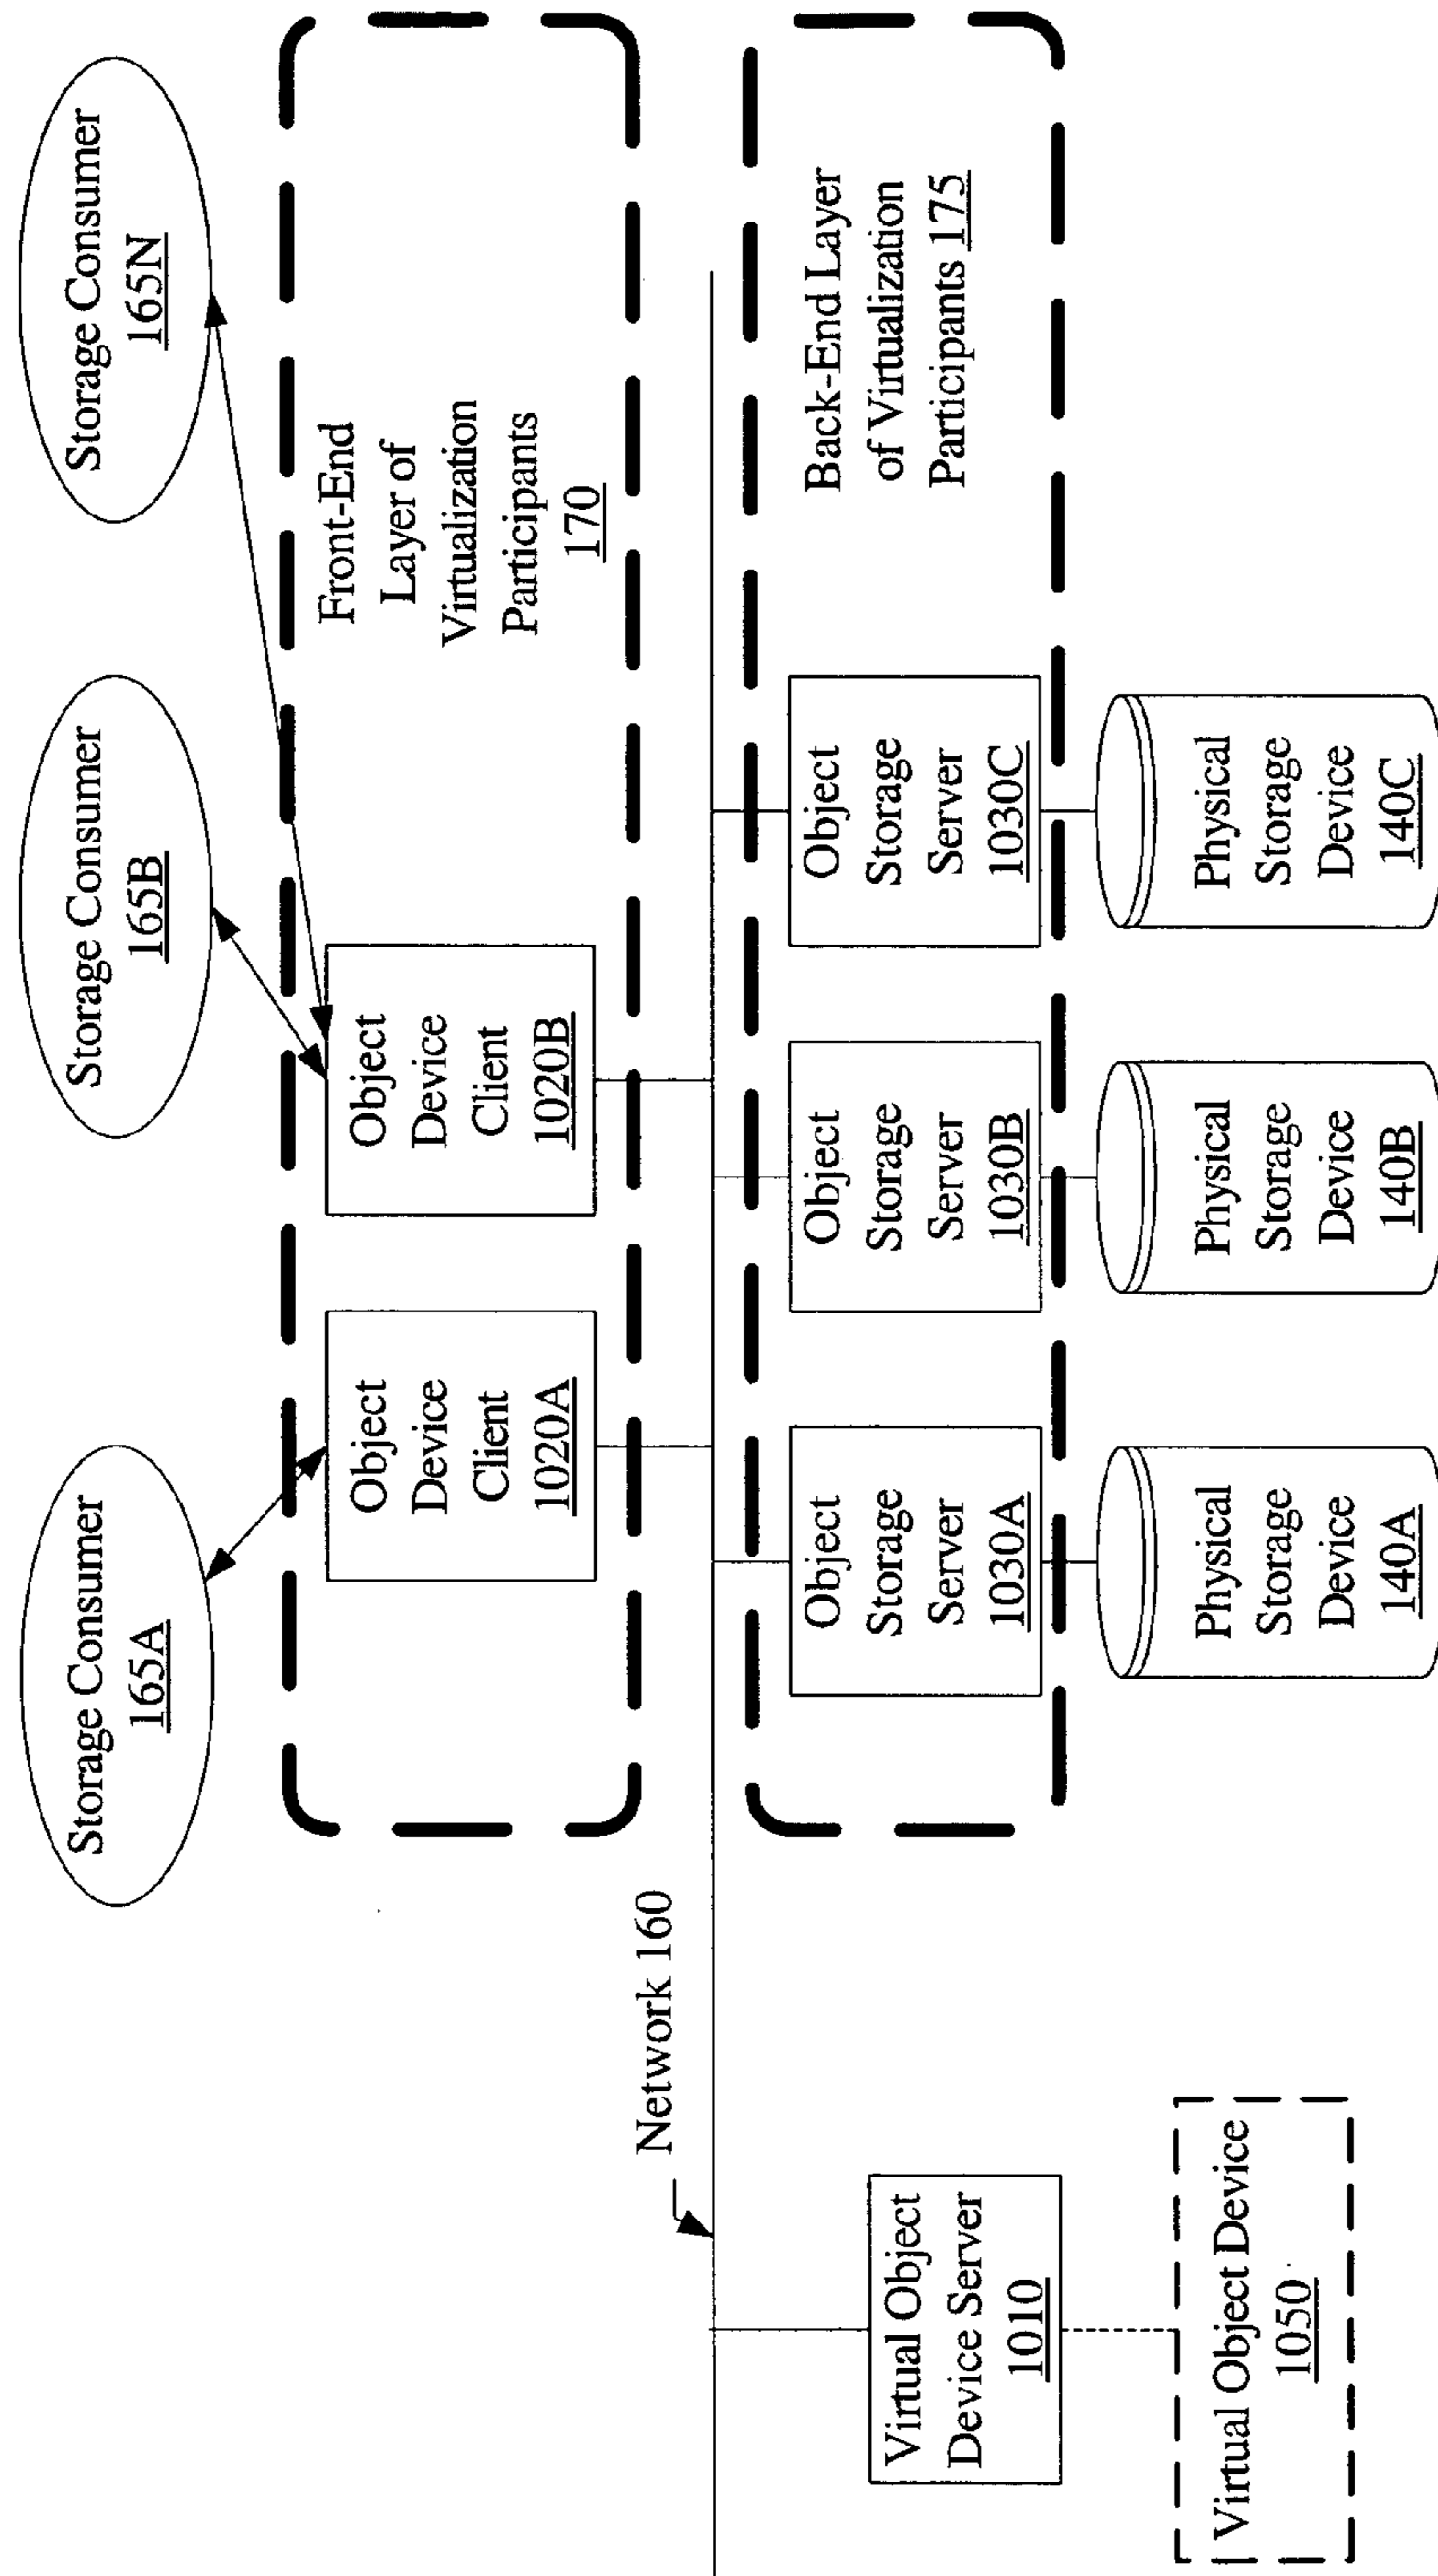 Storage Consumer
165A
Storage Consumer
165B
Storage Consumer
165N
Object
Device
Client
1020A
Object
Device
Client
1020B
Front-End
Layer of
Virtualization
Participants
170
Network 160
Virtual Object
Device Server
1010
Virtual Object Device
1050
Object
Storage
Server
1030A
Object
Storage
Server
1030B
Object
Storage
Server
1030C
Back-End Layer
of Virtualization
Participants 175
Physical
Storage
Device
140A
Physical
Storage
Device
140B
Physical
Storage
Device
140C